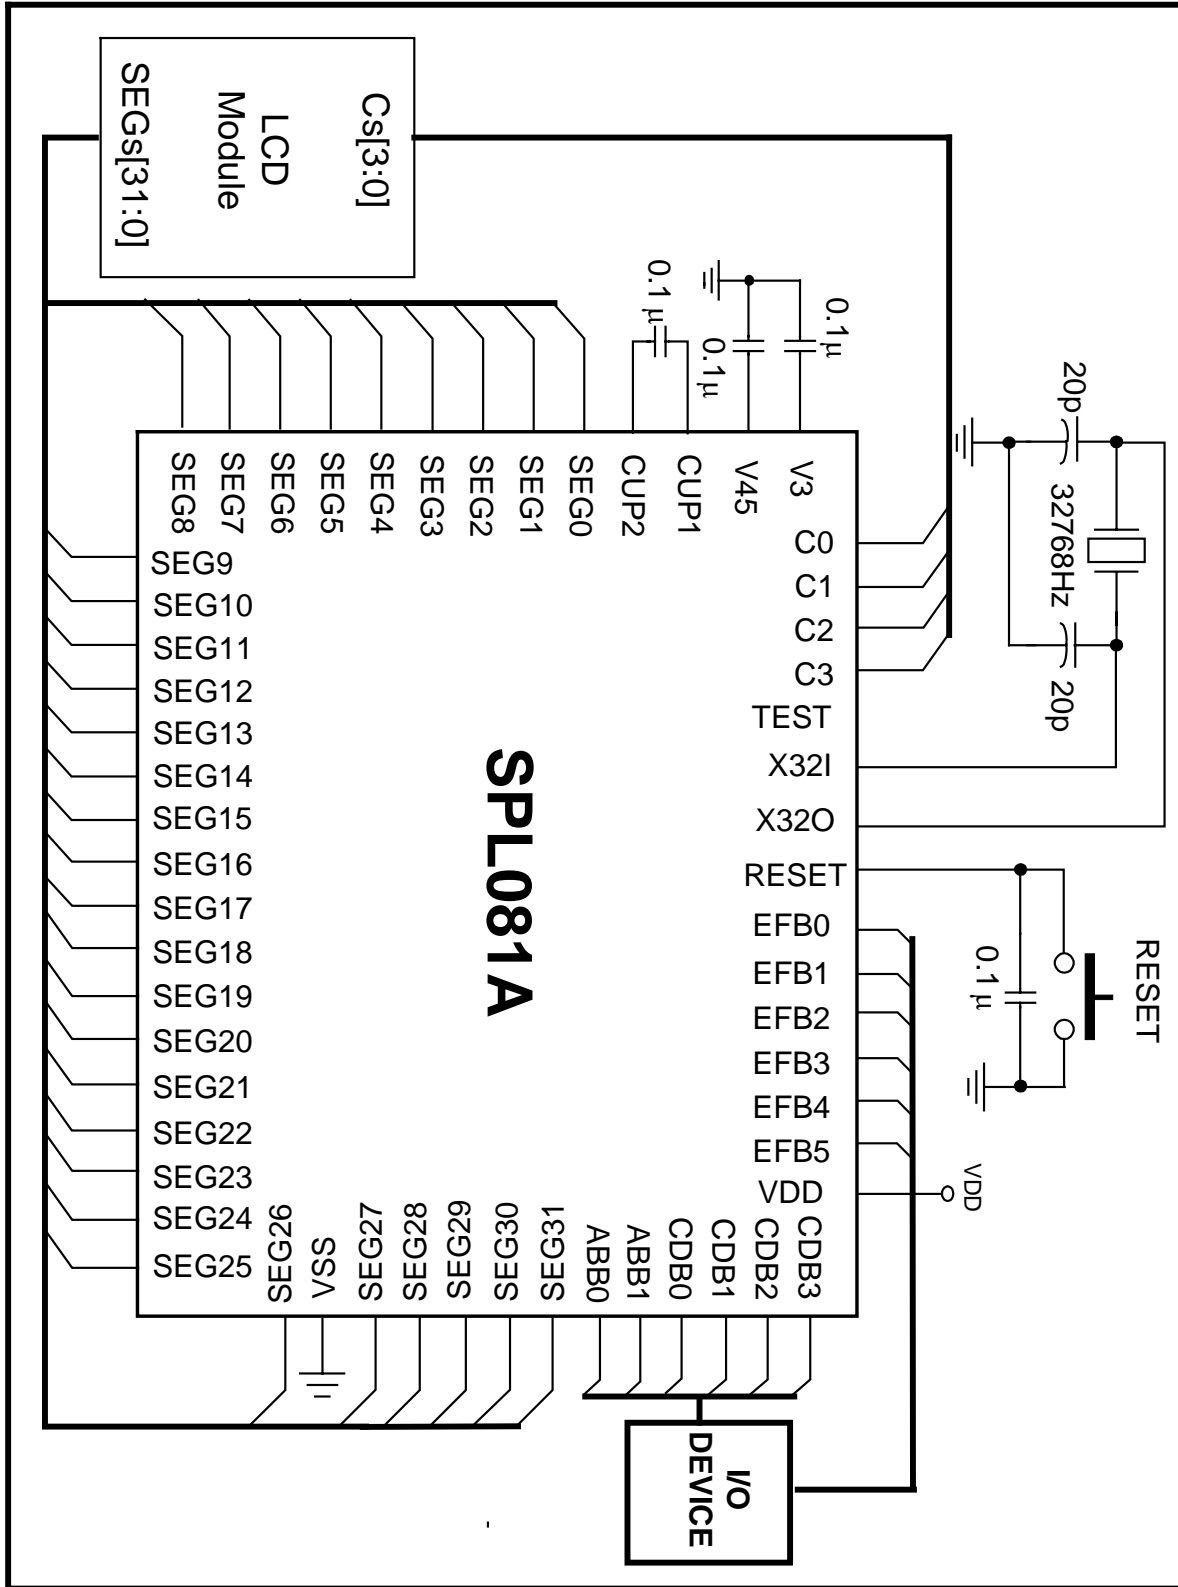 SEGs[31:0]
LCD
Module
Cs[3:0]
0.1 μ
0.1μ
0.1μ
20p
32768Hz
20p
SEG8
SEG7
SEG6
SEG5
SEG4
SEG3
SEG2
SEG1
SEG0
CUP2
CUP1
V45
V3
C0
C1
C2
C3
TEST
X32I
X32O
RESET
EFB0
EFB1
EFB2
EFB3
EFB4
EFB5
VDD
SEG9
SEG10
SEG11
SEG12
SEG13
SEG14
SEG15
SEG16
SEG17
SEG18
SEG19
SEG20
SEG21
SEG22
SEG23
SEG24
SEG25
SPL081A
0.1 μ
RESET
VDD
SEG26
VSS
SEG27
SEG28
SEG29
SEG30
SEG31
ABB0
ABB1
CDB0
CDB1
CDB2
CDB3
I/O
DEVICE